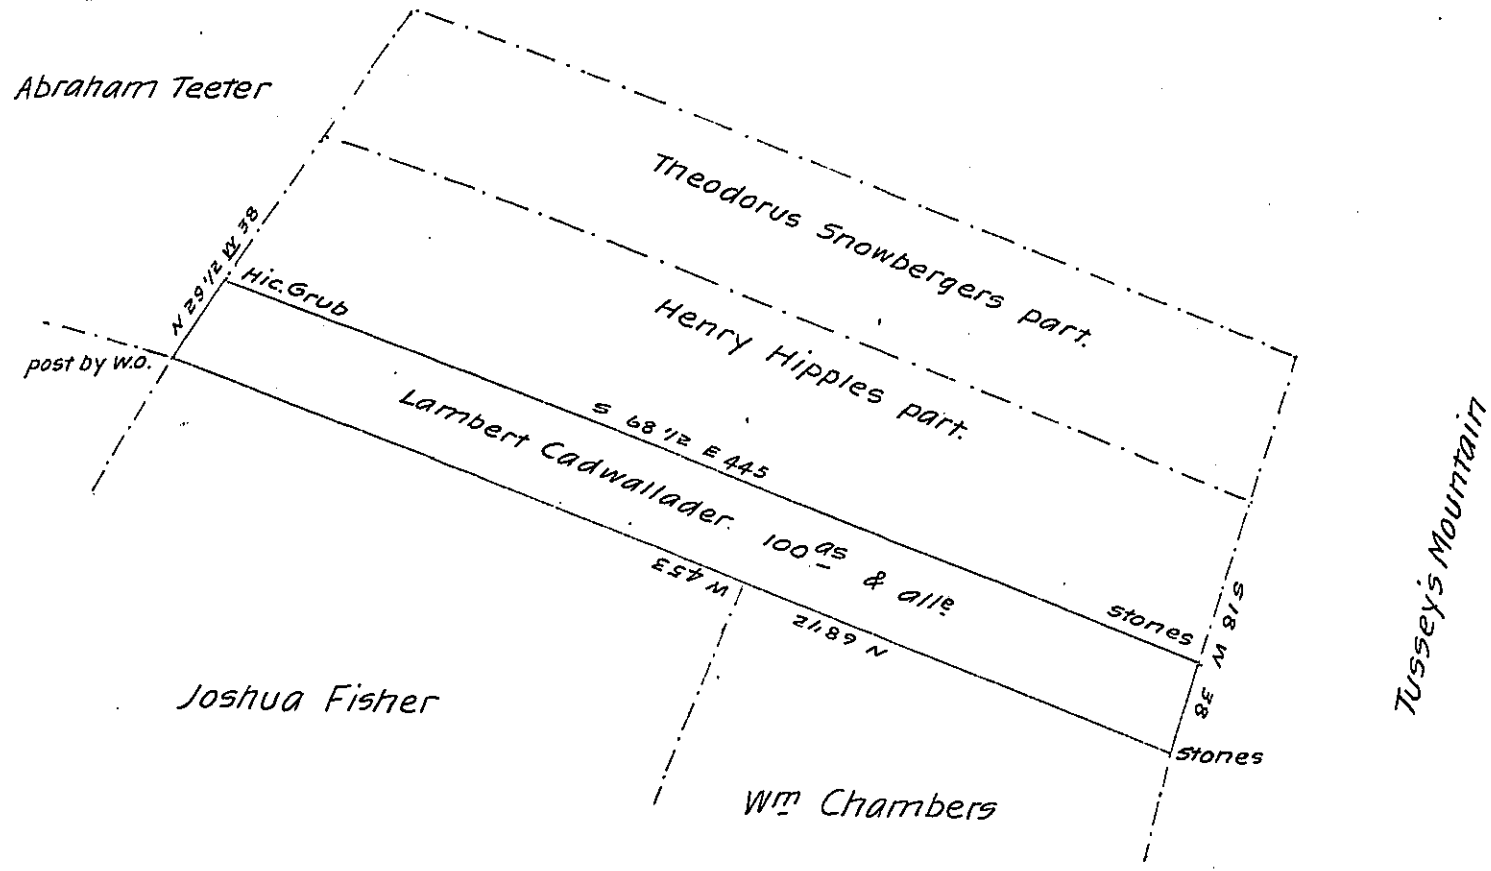 Abraham Teeter
Theodorus Snowbergers part.
N 29 1/2 W 38
Hic. Grub
Henry Hipples part.
post by W.O.
S 68 1/2 E 445
Lambert Cadwallader. 100 as & alle
Tussey's Mountain
S 18 W 38
Stones
N 68 1/2 W 453
Stones
Joshua Fisher
Wm Chambers